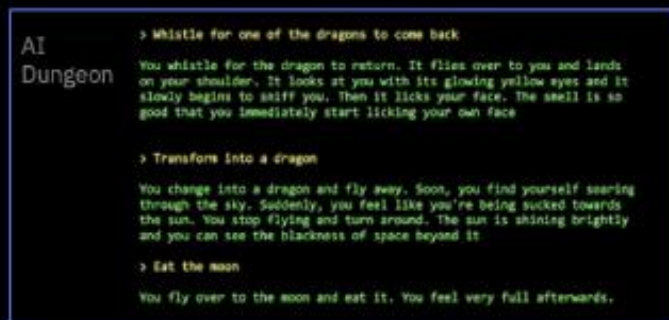 AI
Dungeon
> Whistle for one of the dragons to come back
You whistle for the dragon to return. It flies over to you and lands
on your shoulder. It looks at you with its glowing yellow eyes and it
slowly begins to sniff you. Then it licks your face. The smell is so
good that you immediately start licking your own face
> Transform into a dragon
You change into a dragon and fly away. Soon, you find yourself soaring
through the sky. Suddenly, you feel like you're being sucked towards
the sun. You stop flying and turn around. The sun is shining brightly
and you can see the blackness of space beyond it
> Eat the moon
You fly over to the moon and eat it. You feel very full afterwards.